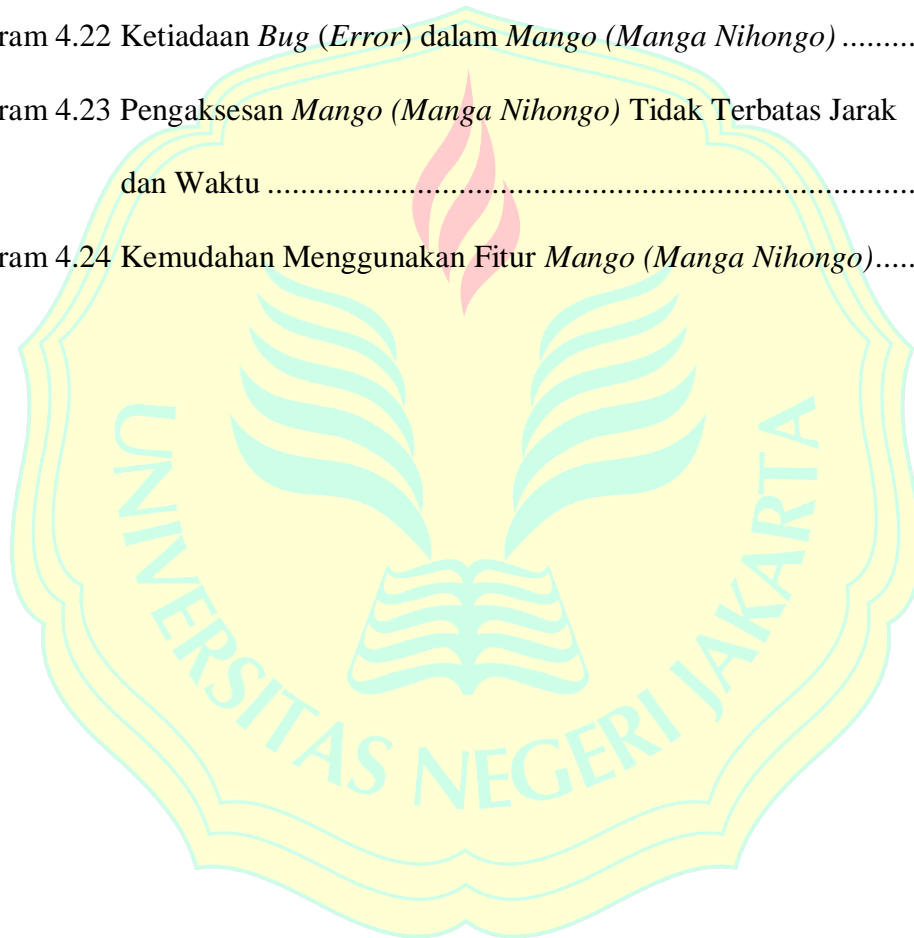 ram 4.22 Ketiadaan Bug (Error) dalam Mango (Manga Nihongo) .........
ram 4.23 Pengaksesan Mango (Manga Nihongo) Tidak Terbatas Jarak
dan Waktu ................................................................................
ram 4.24 Kemudahan Menggunakan Fitur Mango (Manga Nihongo).....
UNIVERSITAS NEGERI JAKARTA